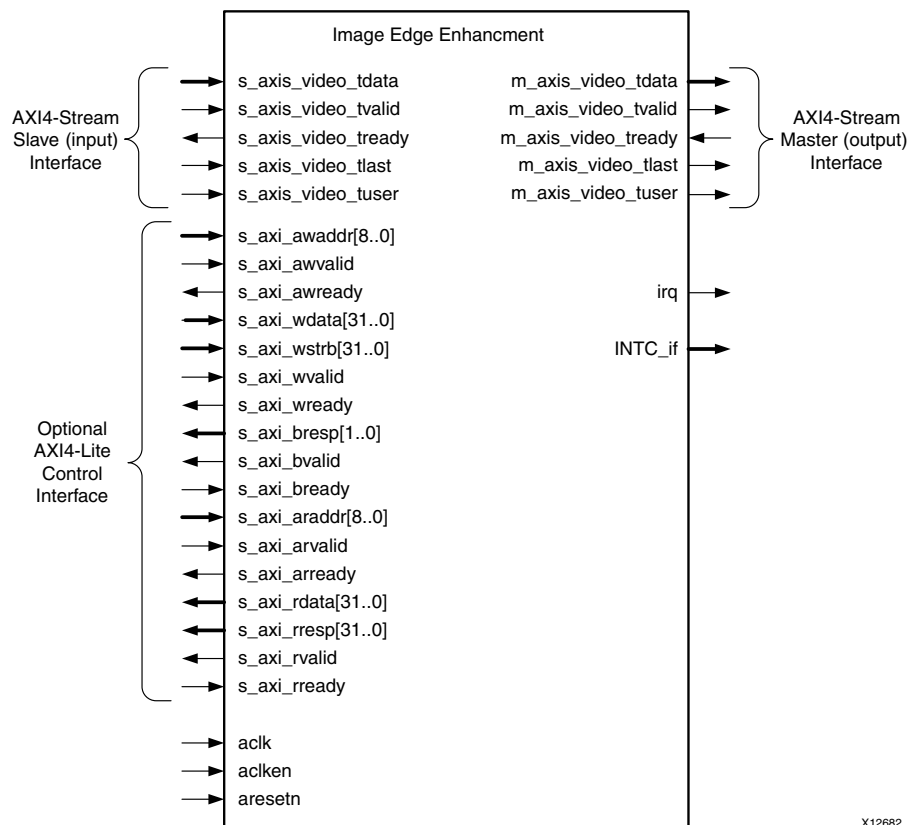 Image Edge Enhancment
AXI4-Stream
Slave (input)
Interface
s_axis_video_tdata
s_axis_video_tvalid
s_axis_video_tready
s_axis_video_tlast
s_axis_video_tuser
m_axis_video_tdata
m_axis_video_tvalid
m_axis_video_tready
m_axis_video_tlast
m_axis_video_tuser
AXI4-Stream
Master (output)
Interface
Optional
AXI4-Lite
Control
Interface
s_axi_awaddr[8..0]
s_axi_awvalid
s_axi_awready
s_axi_wdata[31..0]
s_axi_wstrb[31..0]
s_axi_wvalid
s_axi_wready
s_axi_bresp[1..0]
s_axi_bvalid
s_axi_bready
s_axi_araddr[8..0]
s_axi_arvalid
s_axi_arready
s_axi_rdata[31..0]
s_axi_rresp[31..0]
s_axi_rvalid
s_axi_rready
irq
INTC_if
aclk
aclken
aresetn
X12682